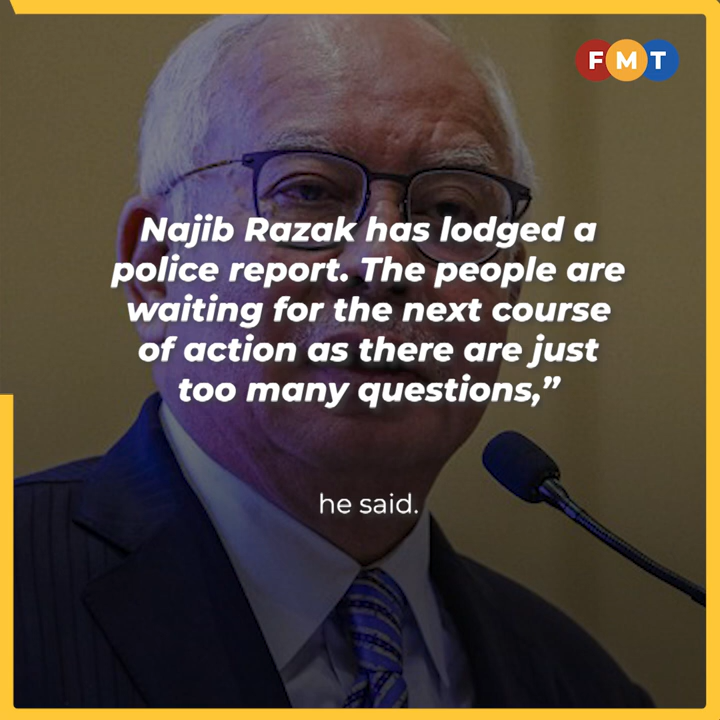 FMT
Najib Razak has lodged a
police report. The people are
waiting for the next course
of action as there are just
too many questions,”
he said.